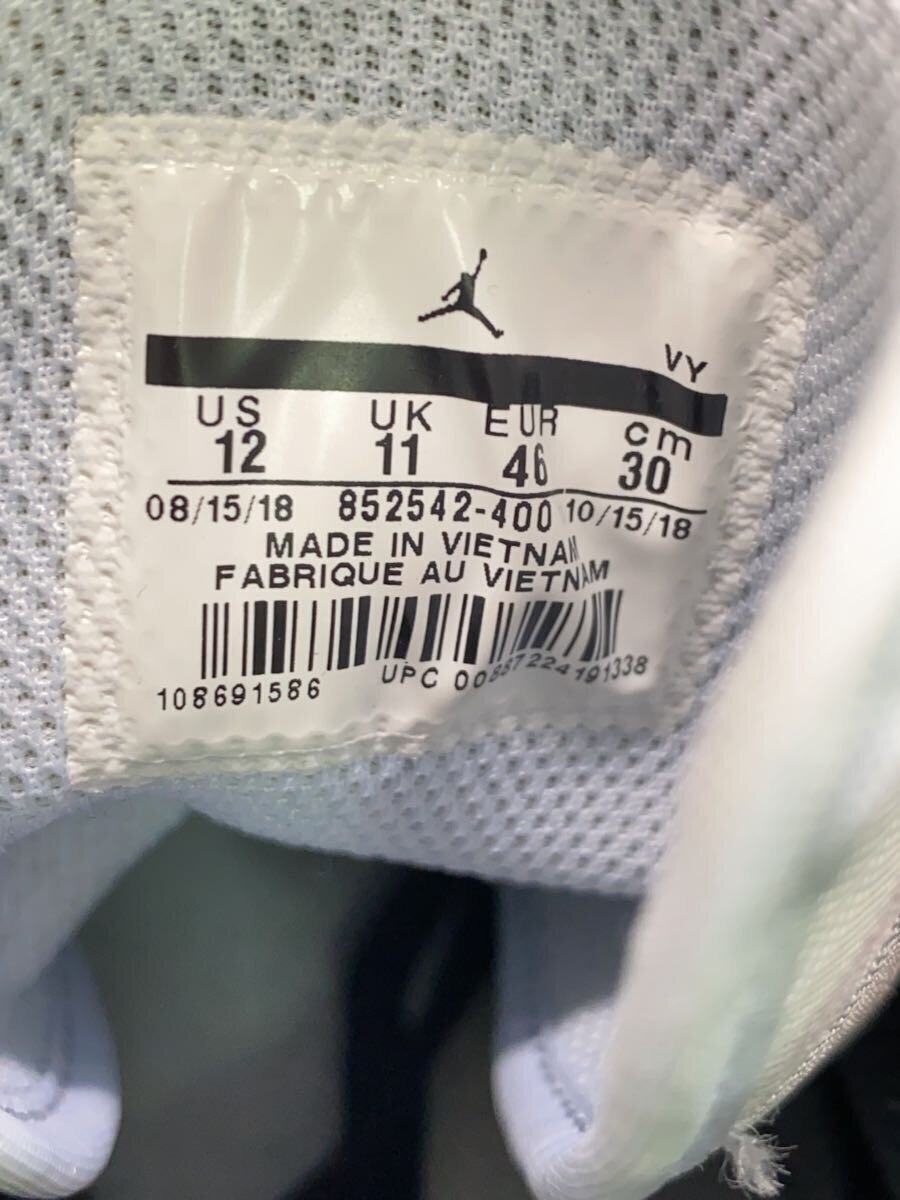 VY
US UK EUR cm
12 11 46 30
08/15/18 852542-400 10/15/18
MADE IN VIETNAM
FABRIQUE AU VIETNAM
108691586 UPC 00887224191338